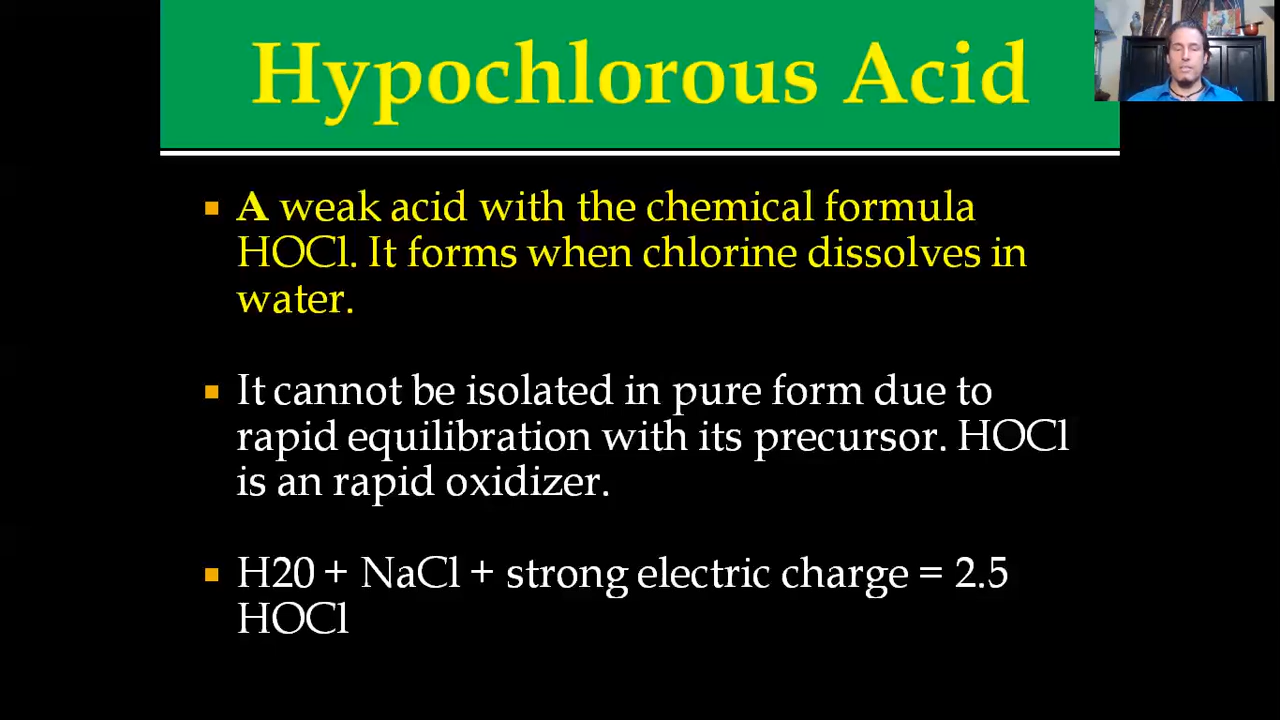 Hypochlorous Acid
A weak acid with the chemical formula
HOCl. It forms when chlorine dissolves in
water.
It cannot be isolated in pure form due to
rapid equilibration with its precursor. HOCl
is an rapid oxidizer.
H20 + NaCl + strong electric charge = 2.5
HOCl